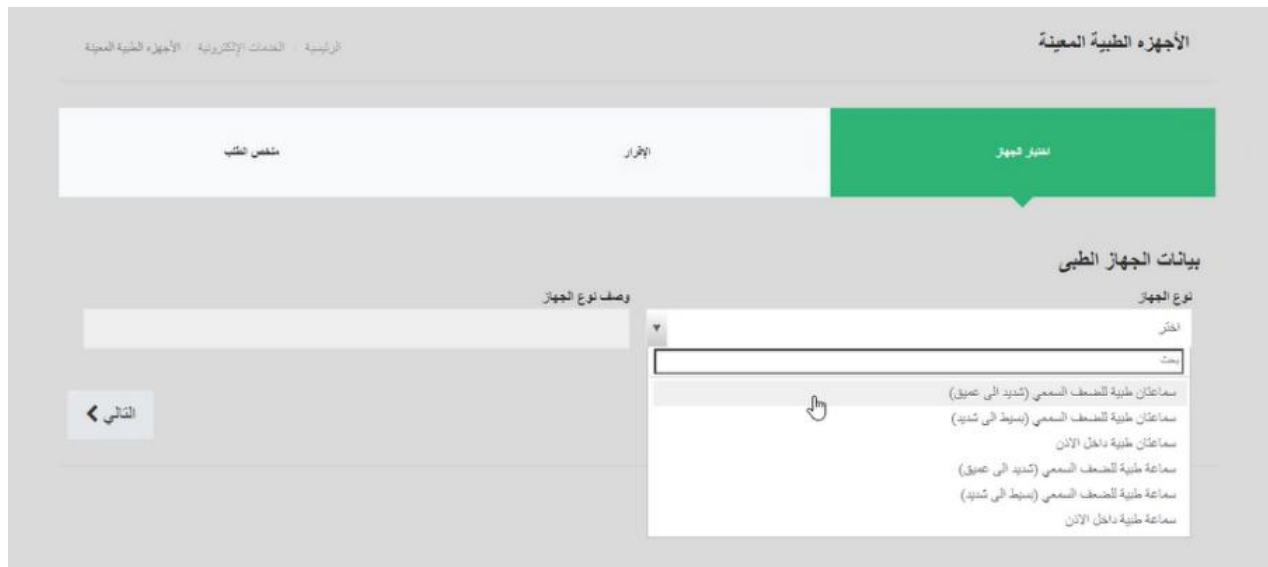 الأجهزه الطبية المعينة
الرئيسية / الخدمات الإلكترونية / الأجهزه الطبية المعينة
اختيار الجهاز
الإقرار
ملخص الطلب
بيانات الجهاز الطبى
نوع الجهاز
وصف نوع الجهاز
اختر
بحث
سماعتان طبية للضعف السمعي (شديد الى عميق)
سماعتان طبية للضعف السمعي (بسيط الى شديد)
سماعتان طبية داخل الاذن
سماعة طبية للضعف السمعي (شديد الى عميق)
سماعة طبية للضعف السمعي (بسيط الى شديد)
سماعة طبية داخل الاذن
التالي